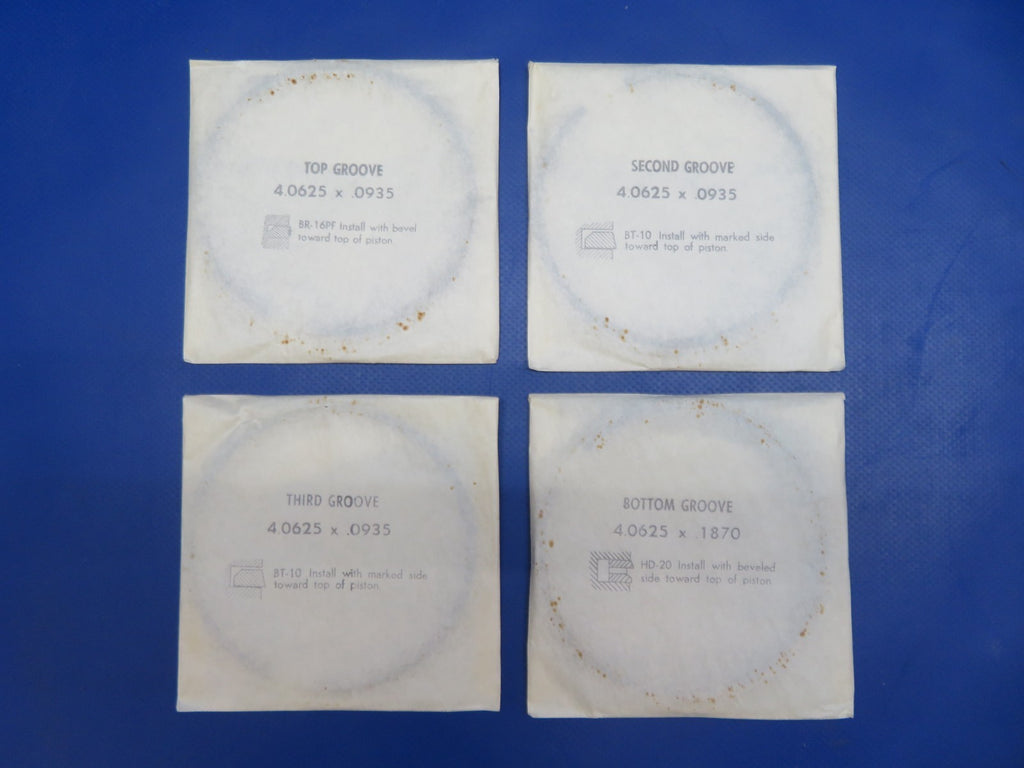 TOP GROOVE
4.0625 x .0935
BR-16PF Install with bevel
toward top of piston.
SECOND GROOVE
4.0625 x .0935
BT-10 Install with marked side
toward top of piston.
THIRD GROOVE
4.0625 x .0935
BT-10 Install with marked side
toward top of piston.
BOTTOM GROOVE
4.0625 x .1870
HD-20 Install with beveled
side toward top of piston.